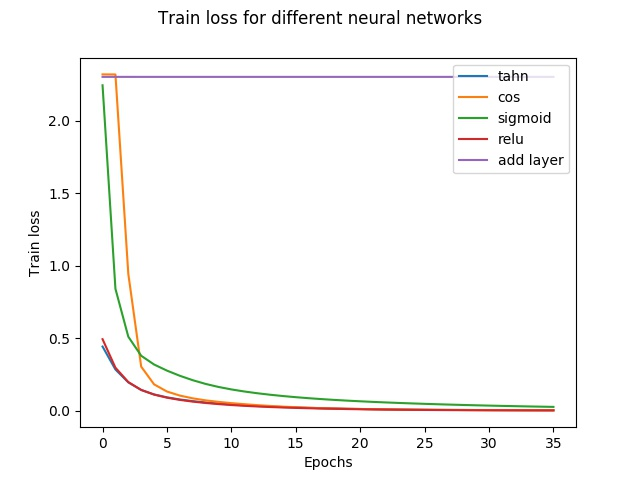 Train loss for different neural networks
tahn
cos
sigmoid
relu
add layer
2.0
1.5
1.0
0.5
0.0
Train loss
0 5 10 15 20 25 30 35
Epochs